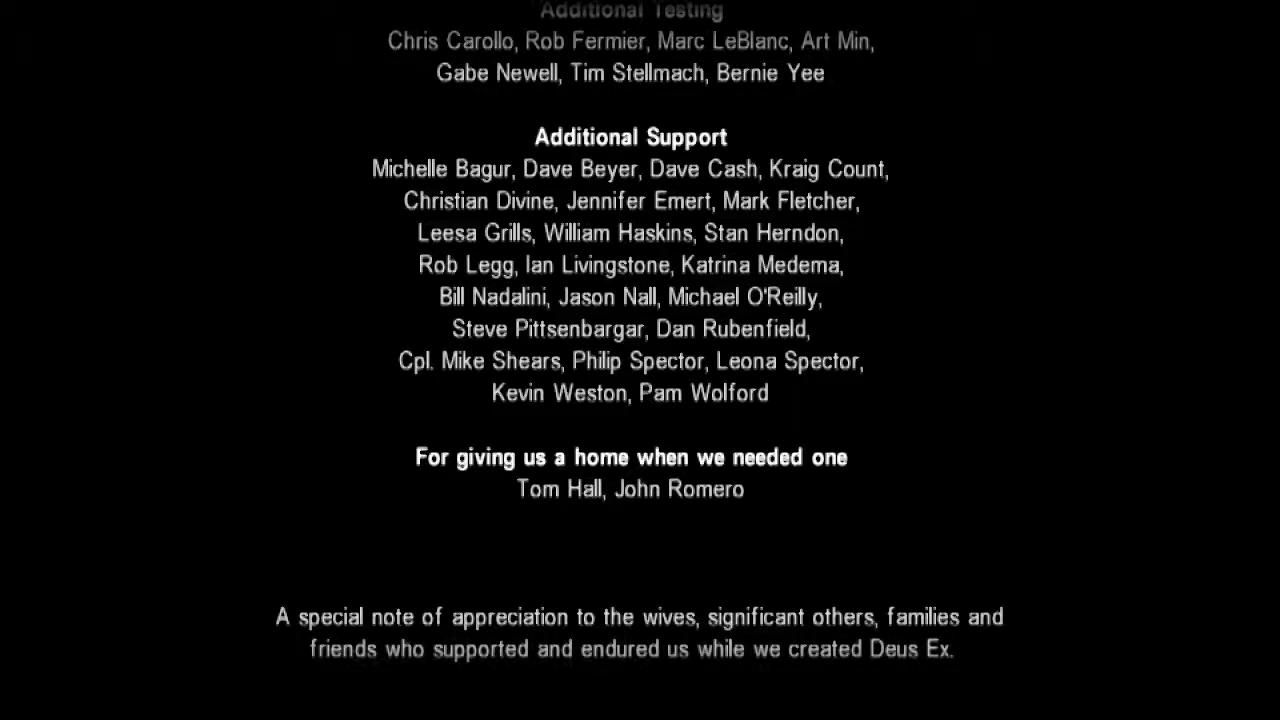 Additional Testing
Chris Carollo, Rob Fermier, Marc LeBlanc, Art Min,
Gabe Newell, Tim Stellmach, Bernie Yee
Additional Support
Michelle Bagur, Dave Beyer, Dave Cash, Kraig Count,
Christian Divine, Jennifer Emert, Mark Fletcher,
Leesa Grills, William Haskins, Stan Herndon,
Rob Legg, Ian Livingstone, Katrina Medema,
Bill Nadalini, Jason Nall, Michael O'Reilly,
Steve Pittsenbargar, Dan Rubenfield,
Cpl. Mike Shears, Philip Spector, Leona Spector,
Kevin Weston, Pam Wolford
For giving us a home when we needed one
Tom Hall, John Romero
A special note of appreciation to the wives, significant others, families and
friends who supported and endured us while we created Deus Ex.